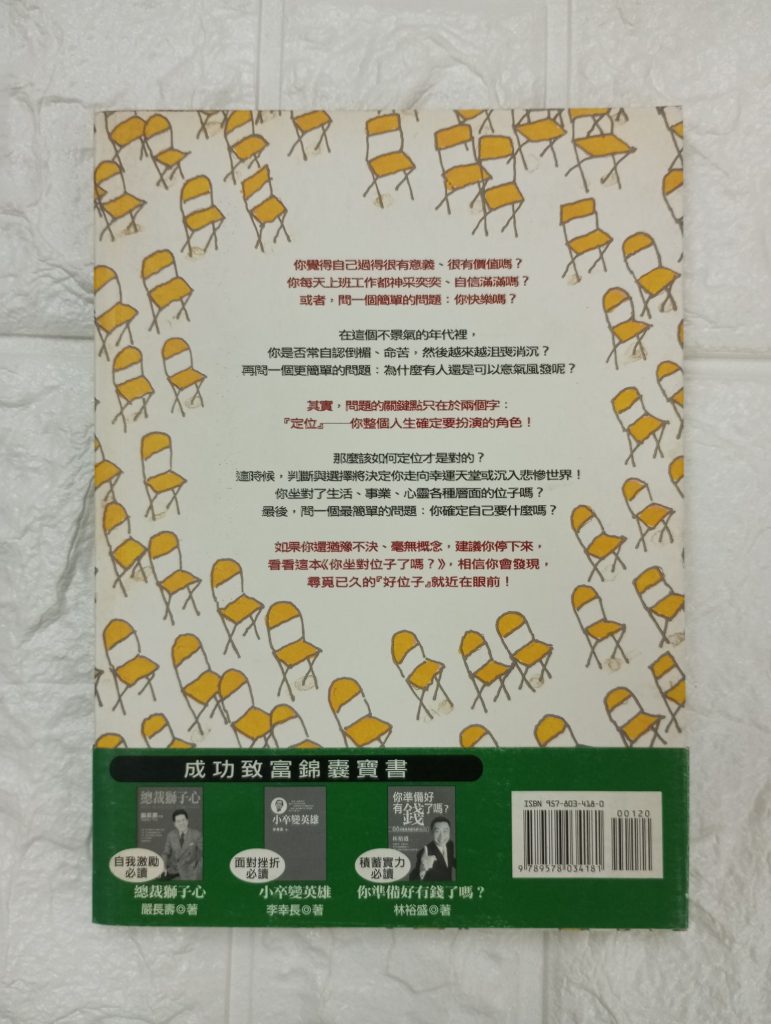 你覺得自己過得很有意義、很有價值嗎？
你每天上班工作都神采奕奕、自信滿滿嗎？
或者，問一個簡單的問題：你快樂嗎？
在這個不景氣的年代裡，
你是否常自認倒楣、命苦，然後越來越沮喪消沉？
再問一個更簡單的問題：為什麼有人還是可以意氣風發呢？
其實，問題的關鍵點只在於兩個字：
『定位』——你整個人生確定要扮演的角色！
那麼該如何定位才是對的？
這時候，判斷與選擇將決定你走向幸運天堂或沉入悲慘世界！
你坐對了生活、事業、心靈各種層面的位子嗎？
最後，問一個最簡單的問題：你確定自己要什麼嗎？
如果你還猶豫不決、毫無概念，建議你停下來，
看看這本《你坐對位子了嗎？》，相信你會發現，
尋覓已久的『好位子』就近在眼前！
成功致富錦囊寶書
總裁獅子心
嚴長壽
自我激勵
必讀
總裁獅子心
嚴長壽◎著
小卒變英雄
面對挫折
必讀
小卒變英雄
李幸長◎著
你準備好
有錢了嗎？
林裕盛
積蓄實力
必讀
你準備好有錢了嗎？
林裕盛◎著
ISBN 957-803-418-0
00120
9789578034181